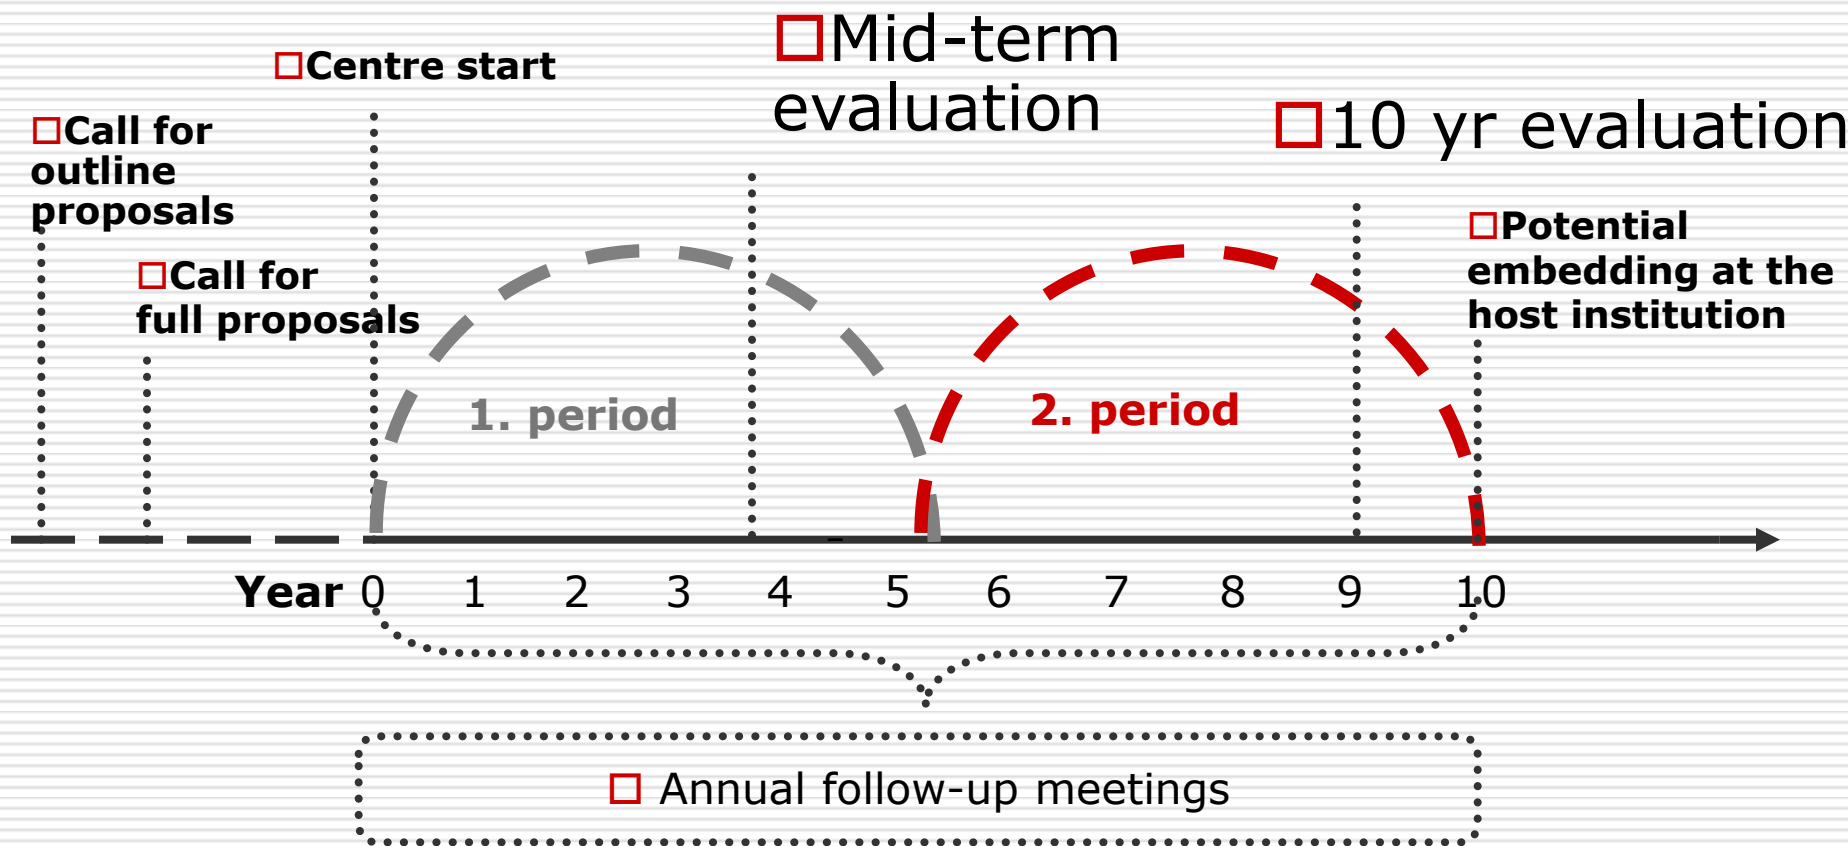 Centre start
Mid-term
evaluation
10 yr evaluation
Call for
outline
proposals
Call for
full proposals
Potential
embedding at the
host institution
1. period
2. period
Year 0 1 2 3 4 5 6 7 8 9 10
Annual follow-up meetings